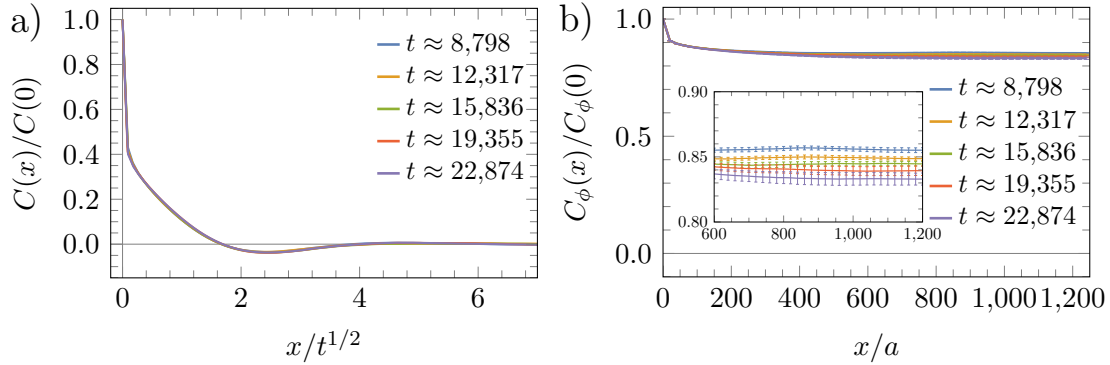 a)
C(x)/C(0)
1.0
0.8
0.6
0.4
0.2
0.0
t ≈ 8,798
t ≈ 12,317
t ≈ 15,836
t ≈ 19,355
t ≈ 22,874
0 2 4 6
x/t^{1/2}
b)
C_ϕ(x)/C_ϕ(0)
1.0
0.5
0.0
t ≈ 8,798
t ≈ 12,317
t ≈ 15,836
t ≈ 19,355
t ≈ 22,874
0.90
0.85
0.80
600 800 1,000 1,200
0 200 400 600 800 1,000 1,200
x/a